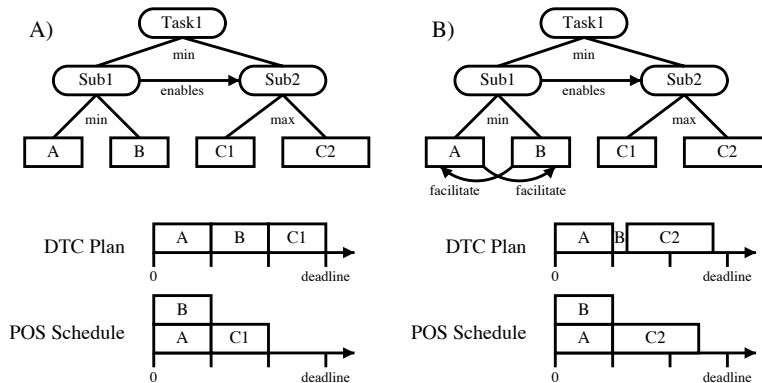 A)
Task1
min
Sub1
enables
Sub2
min
max
A
B
C1
C2
DTC Plan
A
B
C1
0
deadline
POS Schedule
B
A
C1
0
deadline
B)
Task1
min
Sub1
enables
Sub2
min
max
A
B
C1
C2
facilitate
facilitate
DTC Plan
A
B
C2
0
deadline
POS Schedule
B
A
C2
0
deadline